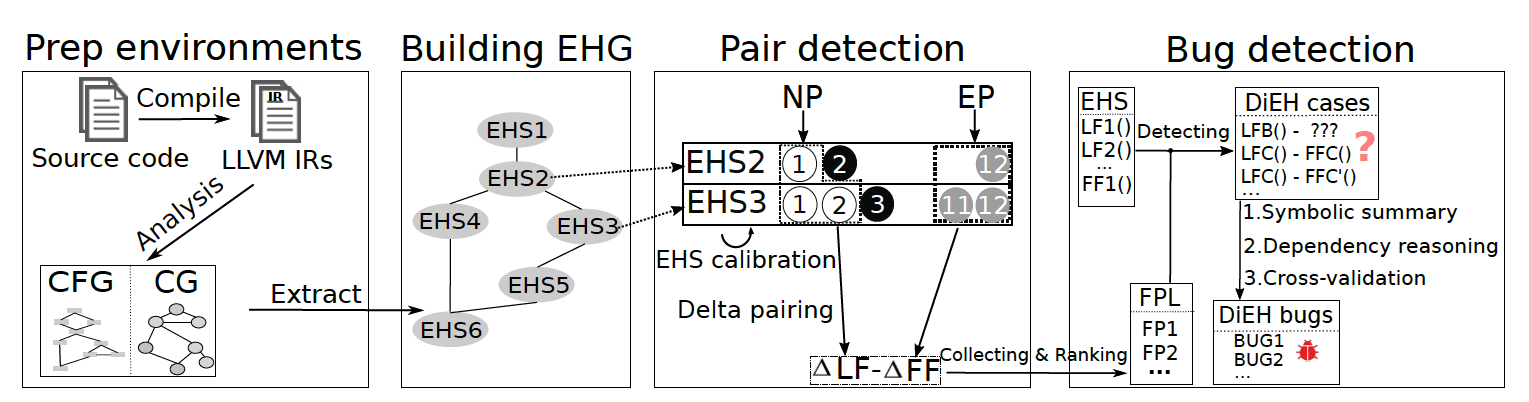 Prep environments
Compile
IR
Source code
LLVM IRs
Analysis
CFG
CG
Extract
Building EHG
EHS1
EHS2
EHS4
EHS3
EHS5
EHS6
Pair detection
NP
EP
EHS2
1
2
12
EHS3
1
2
3
11
12
EHS calibration
Delta pairing
Δ LF-Δ FF
Collecting & Ranking
Bug detection
EHS
LF1()
LF2()
...
FF1()
Detecting
DiEH cases
LFB() - ???
LFC() - FFC()
LFC() - FFC'()
...
?
1.Symbolic summary
2.Dependency reasoning
3.Cross-validation
FPL
FP1
FP2
...
DiEH bugs
BUG1
BUG2
...